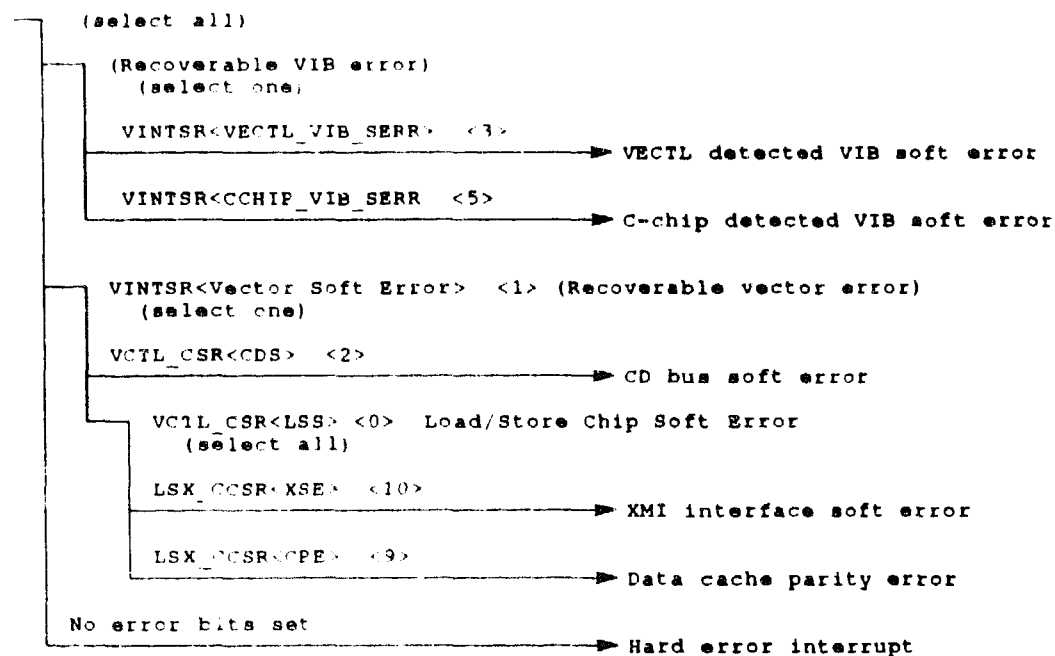 (select all)
(Recoverable VIB error)
(select one)
VINTSR<VECTL_VIB_SERR> <3>
VECTL detected VIB soft error
VINTSR<CCHIP_VIB_SERR <5>
C-chip detected VIB soft error
VINTSR<Vector Soft Error> <1> (Recoverable vector error)
(select one)
VCTL_CSR<CDS> <2>
CD bus soft error
VCTL_CSR<LSS> <0> Load/Store Chip Soft Error
(select all)
LSX_CCSR<XSE> <10>
XMI interface soft error
LSX_CCSR<CPE> <9>
Data cache parity error
No error bits set
Hard error interrupt